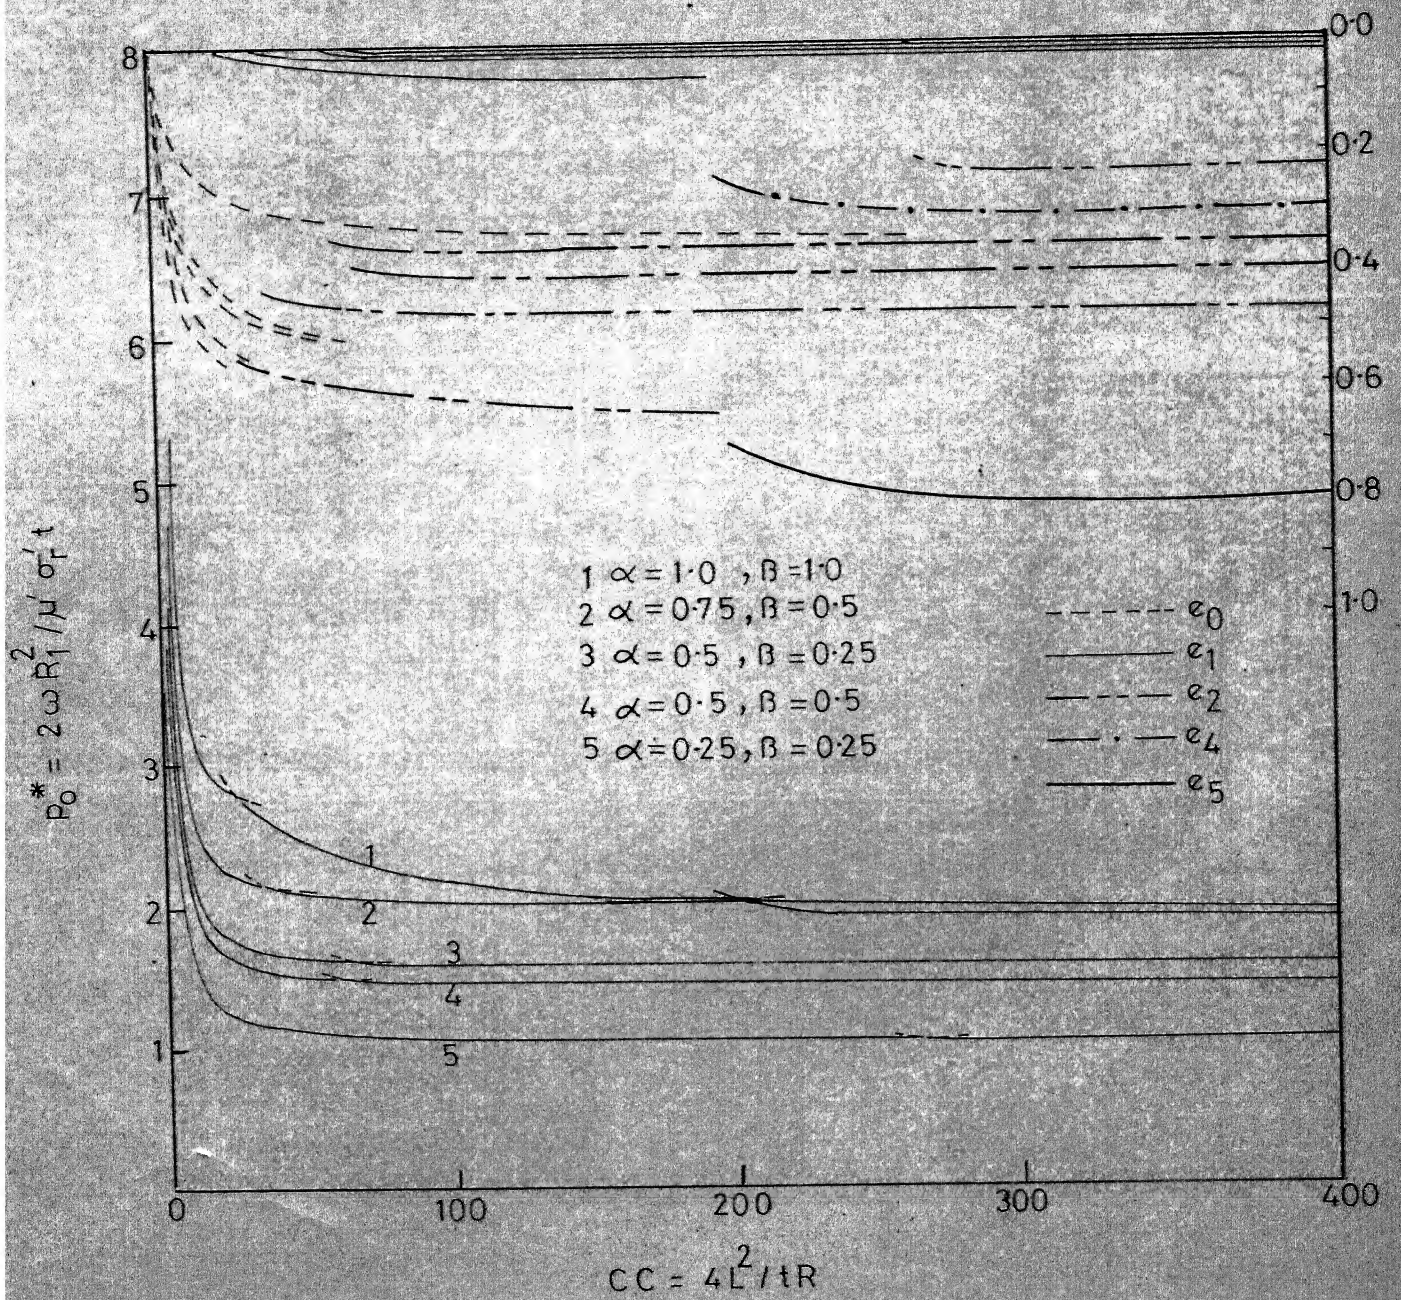 8
7
6
5
4
3
2
1
0.0
0.2
0.4
0.6
0.8
1.0
P₀* = 2ωR₁²/μ′σᵣ′t
1 α = 1.0 , β = 1.0
2 α = 0.75 , β = 0.5
3 α = 0.5 , β = 0.25
4 α = 0.5 , β = 0.5
5 α = 0.25 , β = 0.25
e₀
e₁
e₂
e₄
e₅
1
2
3
4
5
0 100 200 300 400
CC = 4L²/tR